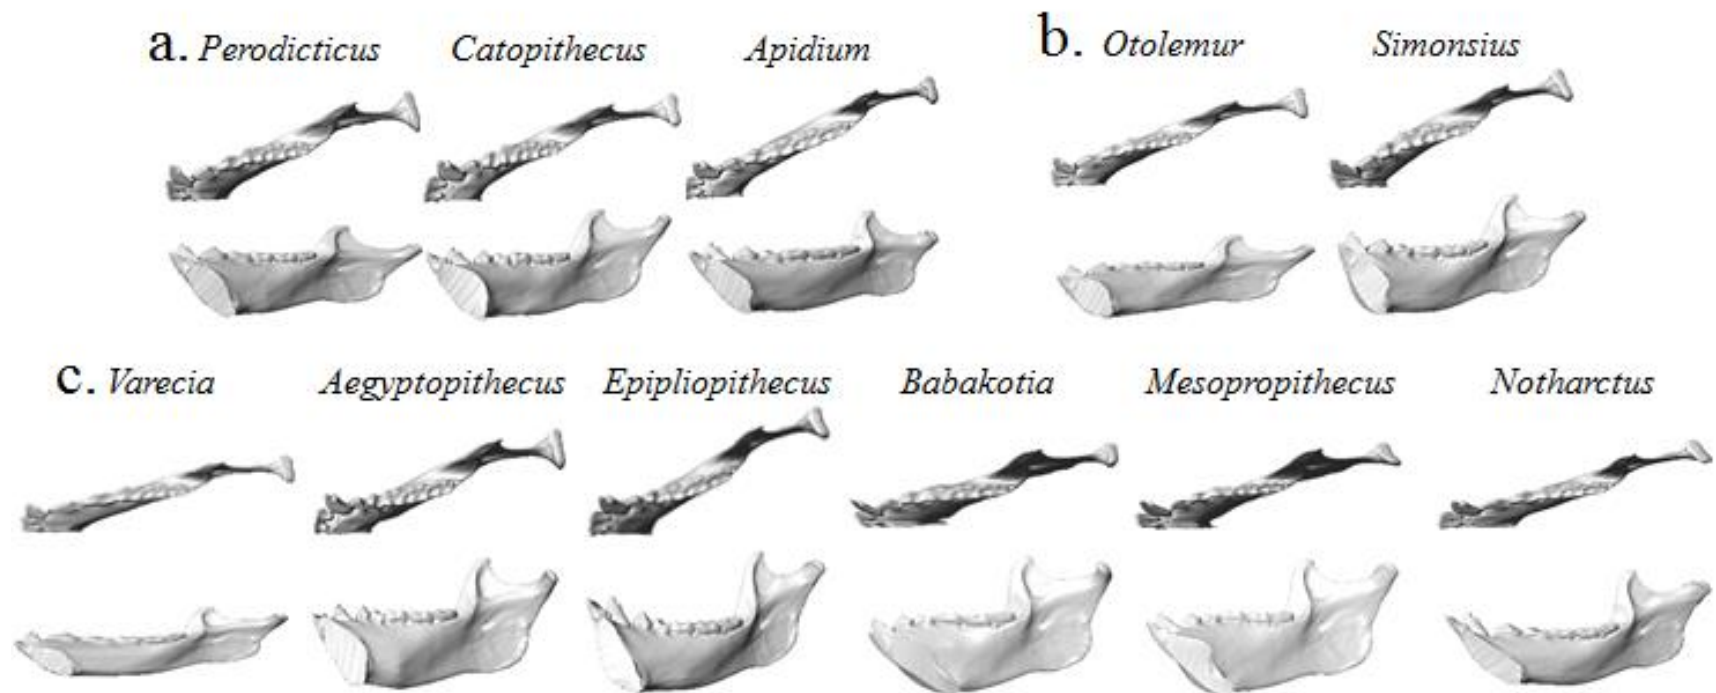 a. Perodicticus Catopithecus Apidium b. Otolemur Simonsius
c. Varecia Aegyptopithecus Epipliopithecus Babakotia Mesopropithecus Notharctus